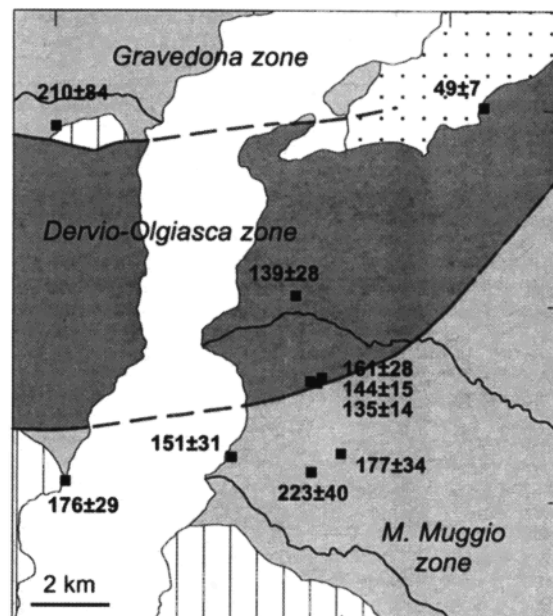 Gravedona zone
210±84
49±7
Dervio-Olgiasca zone
139±28
161±28
144±15
135±14
151±31
177±34
176±29
223±40
M. Muggio
zone
2 km